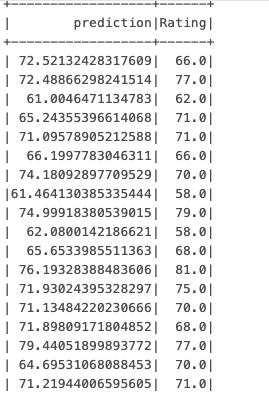 +------------------+------+
|        prediction|Rating|
+------------------+------+
| 72.52132428317609|  66.0|
| 72.48866298241514|  77.0|
|  61.0046471134783|  62.0|
| 65.24355396614068|  71.0|
| 71.09578905212588|  71.0|
|  66.1997783046311|  66.0|
| 74.18092897709529|  70.0|
|61.464130385335444|  58.0|
| 74.99918380539015|  79.0|
|  62.0800142186621|  58.0|
|  65.6533985511363|  68.0|
| 76.19328388483606|  81.0|
| 71.93024395328297|  75.0|
| 71.13484220230666|  70.0|
| 71.89809171804852|  68.0|
| 79.44051899893772|  77.0|
| 64.69531068088453|  70.0|
| 71.21944006595605|  71.0|